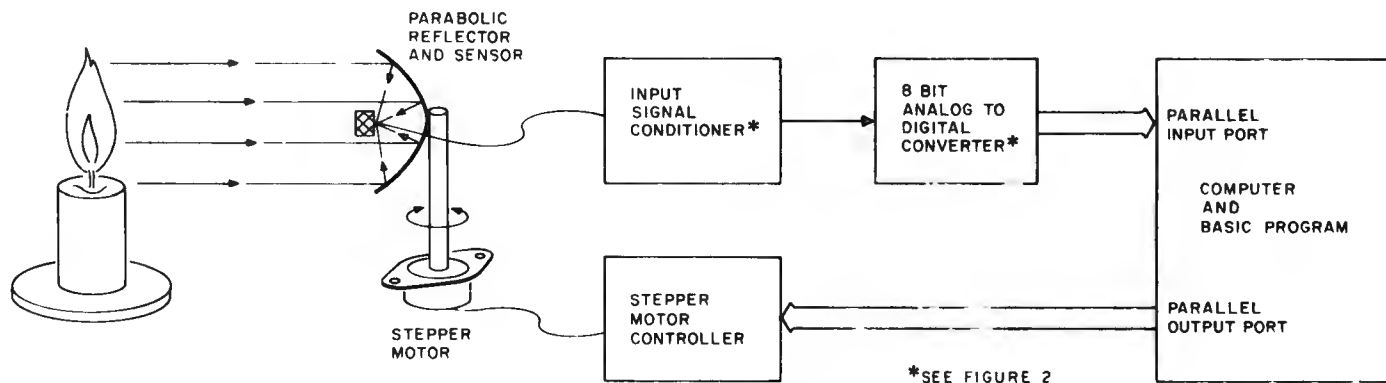 PARABOLIC
REFLECTOR
AND SENSOR
INPUT
SIGNAL
CONDITIONER*
8 BIT
ANALOG TO
DIGITAL
CONVERTER*
PARALLEL
INPUT PORT
COMPUTER
AND
BASIC PROGRAM
STEPPER
MOTOR
STEPPER
MOTOR
CONTROLLER
PARALLEL
OUTPUT PORT
*SEE FIGURE 2